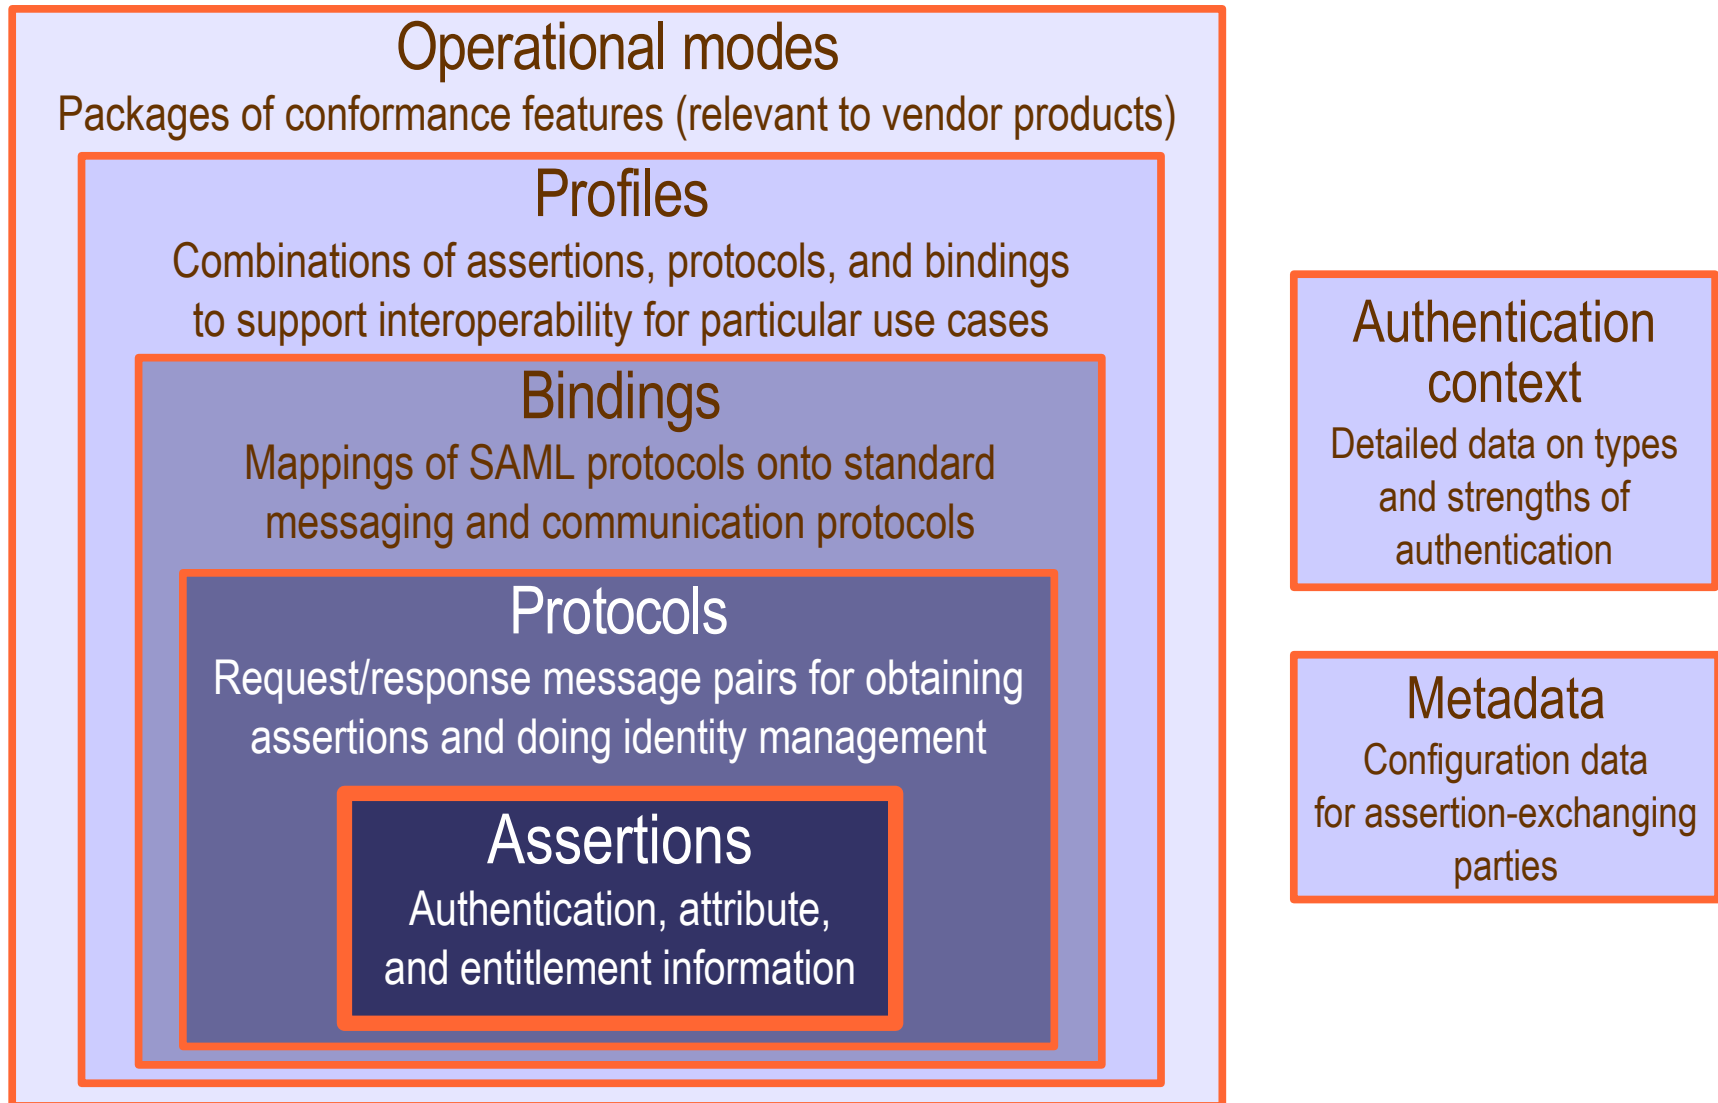 Operational modes
Packages of conformance features (relevant to vendor products)
Profiles
Combinations of assertions, protocols, and bindings
to support interoperability for particular use cases
Bindings
Mappings of SAML protocols onto standard
messaging and communication protocols
Protocols
Request/response message pairs for obtaining
assertions and doing identity management
Assertions
Authentication, attribute,
and entitlement information
Authentication
context
Detailed data on types
and strengths of
authentication
Metadata
Configuration data
for assertion-exchanging
parties